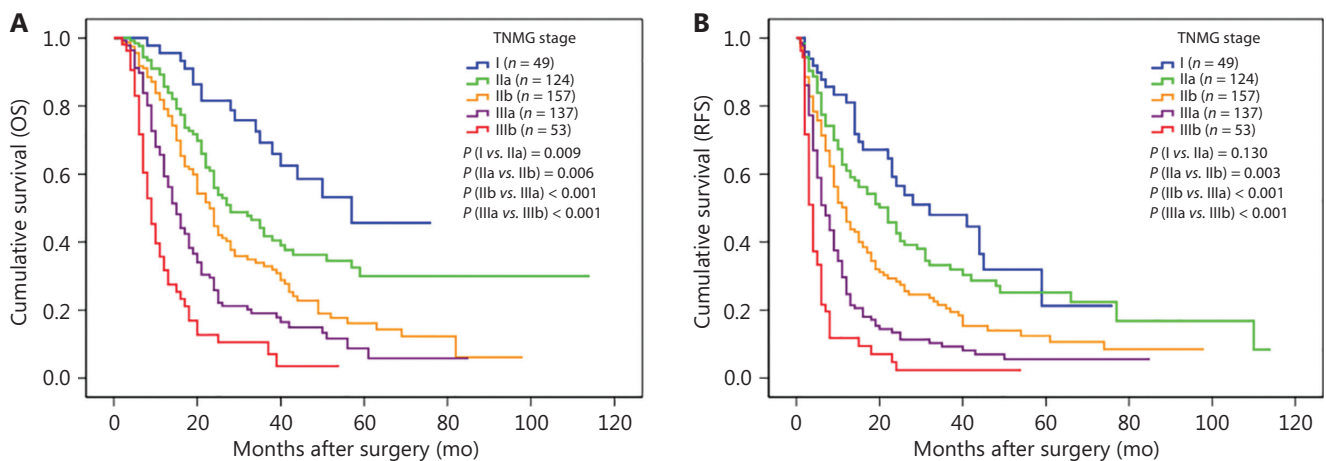 A
Cumulative survival (OS)
1.0
0.8
0.6
0.4
0.2
0.0
TNMG stage
I (n = 49)
IIa (n = 124)
IIb (n = 157)
IIIa (n = 137)
IIIb (n = 53)
P (I vs. IIa) = 0.009
P (IIa vs. IIb) = 0.006
P (IIb vs. IIIa) < 0.001
P (IIIa vs. IIIb) < 0.001
0 20 40 60 80 100 120
Months after surgery (mo)
B
Cumulative survival (RFS)
1.0
0.8
0.6
0.4
0.2
0.0
TNMG stage
I (n = 49)
IIa (n = 124)
IIb (n = 157)
IIIa (n = 137)
IIIb (n = 53)
P (I vs. IIa) = 0.130
P (IIa vs. IIb) = 0.003
P (IIb vs. IIIa) < 0.001
P (IIIa vs. IIIb) < 0.001
0 20 40 60 80 100 120
Months after surgery (mo)